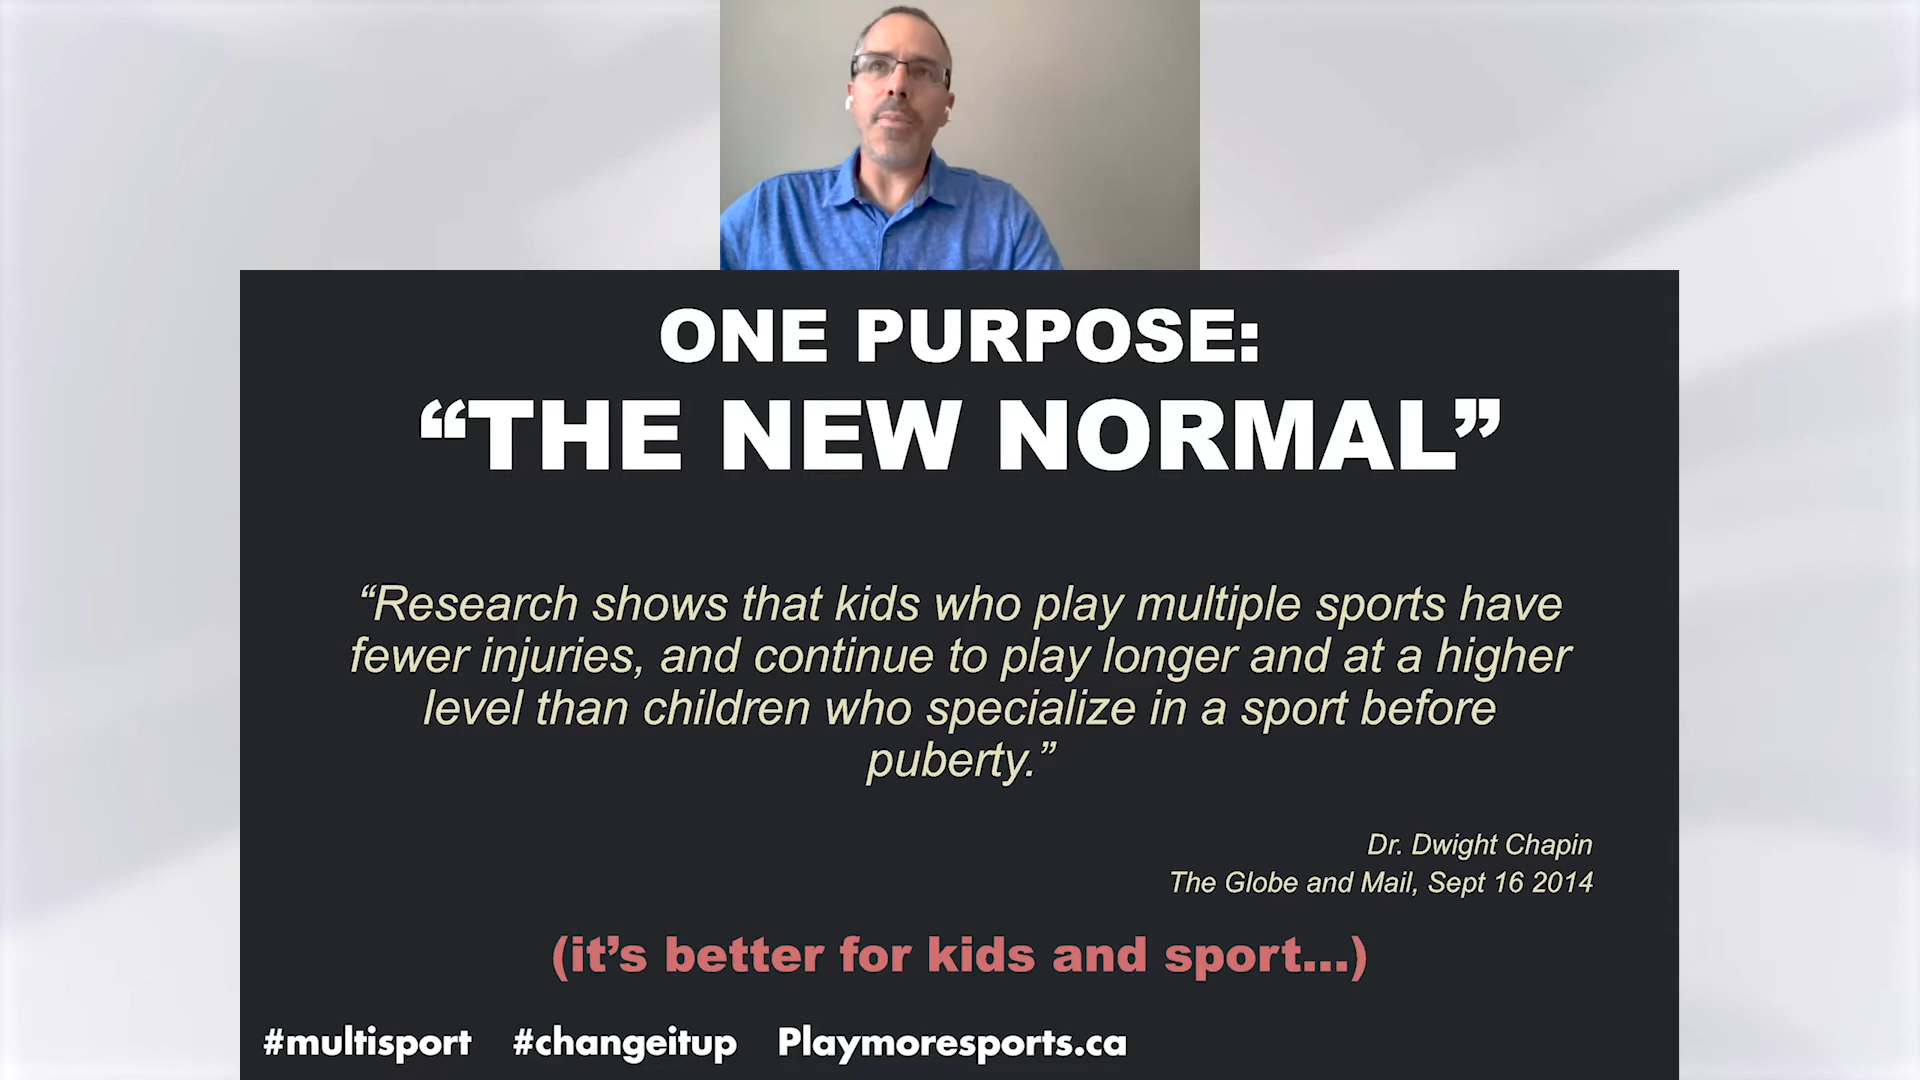 ONE PURPOSE:
“THE NEW NORMAL”
“Research shows that kids who play multiple sports have
fewer injuries, and continue to play longer and at a higher
level than children who specialize in a sport before
puberty.”
Dr. Dwight Chapin
The Globe and Mail, Sept 16 2014
(it’s better for kids and sport...)
#multisport #changeitup Playmoresports.ca